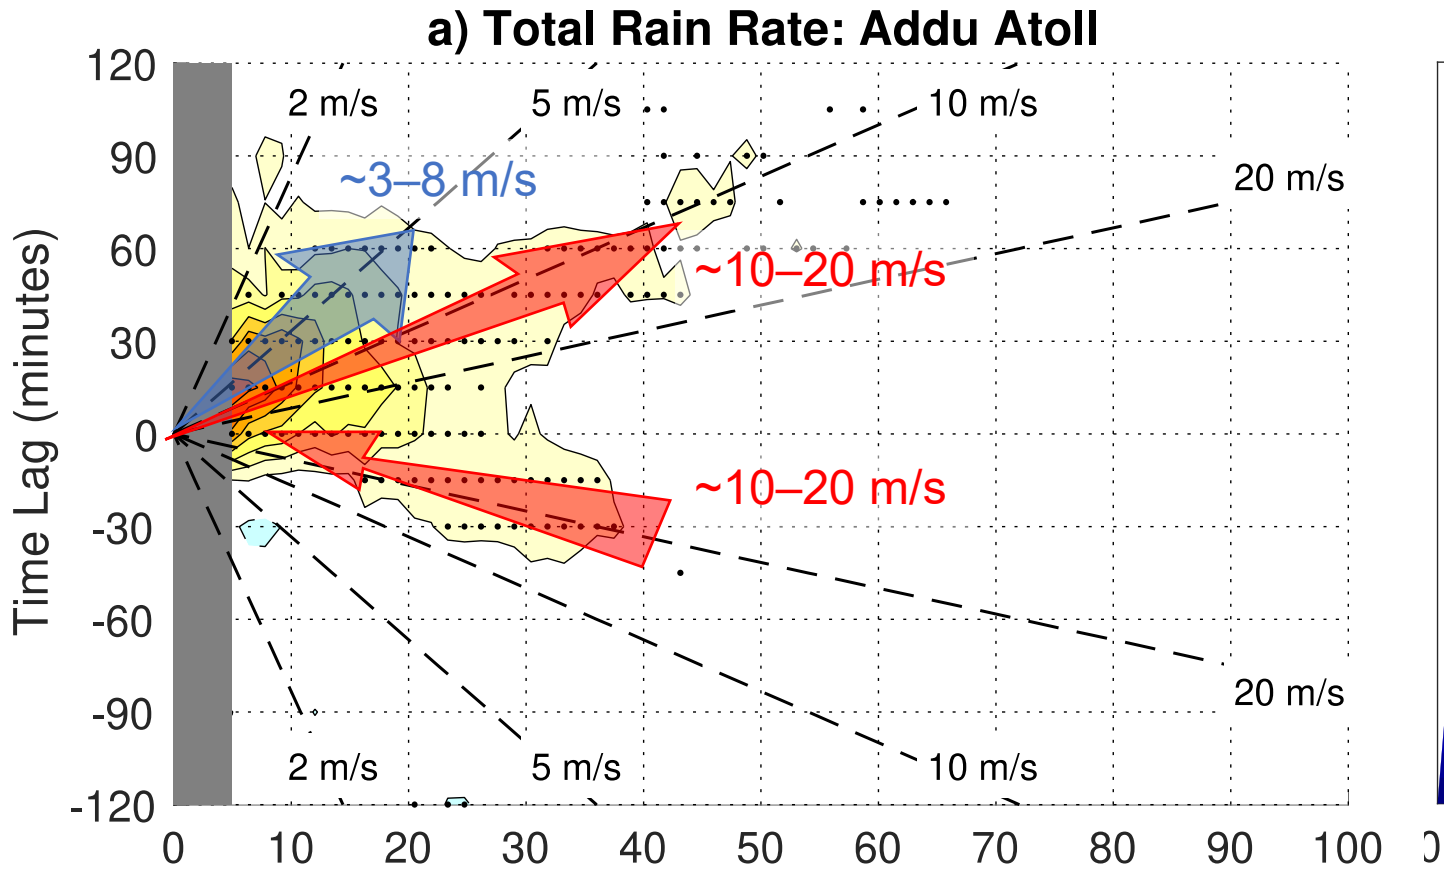 a) Total Rain Rate: Addu Atoll
120
2 m/s
5 m/s
10 m/s
90
~3–8 m/s
20 m/s
60
~10–20 m/s
30
0
~10–20 m/s
-30
-60
20 m/s
-90
2 m/s
5 m/s
10 m/s
-120
Time Lag (minutes)
0 10 20 30 40 50 60 70 80 90 100